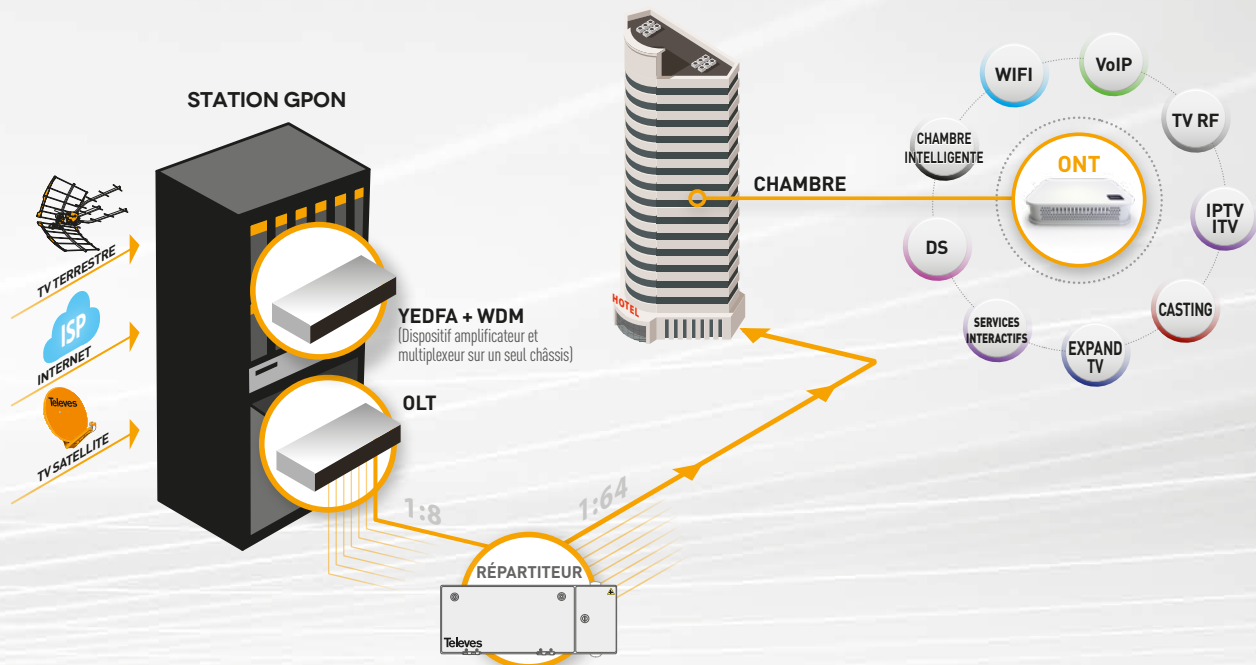 STATION GPON
TV TERRESTRE
ISP
INTERNET
Televes
TV SATELLITE
YEDFA + WDM
(Dispositif amplificateur et
multiplexeur sur un seul châssis)
OLT
1:8
1:64
RÉPARTITEUR
Televes
HOTEL
CHAMBRE
ONT
WIFI
VoIP
TV RF
IPTV
ITV
CASTING
EXPAND
TV
SERVICES
INTERACTIFS
DS
CHAMBRE
INTELLIGENTE